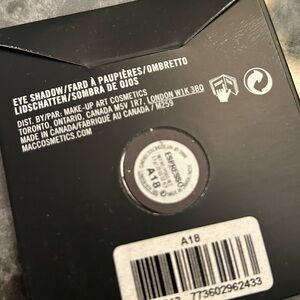 EYE SHADOW/FARD À PAUPIÈRES/OMBRETTO
LIDSCHATTEN/SOMBRA DE OJOS
DIST. BY/PAR: MAKE-UP ART COSMETICS
TORONTO, ONTARIO, CANADA M5V 1R7, LONDON W1K 3BQ
MADE IN CANADA/FABRIQUÉ AU CANADA / M259
MACCOSMETICS.COM
ESPRESSO
A18
A18
773602962433